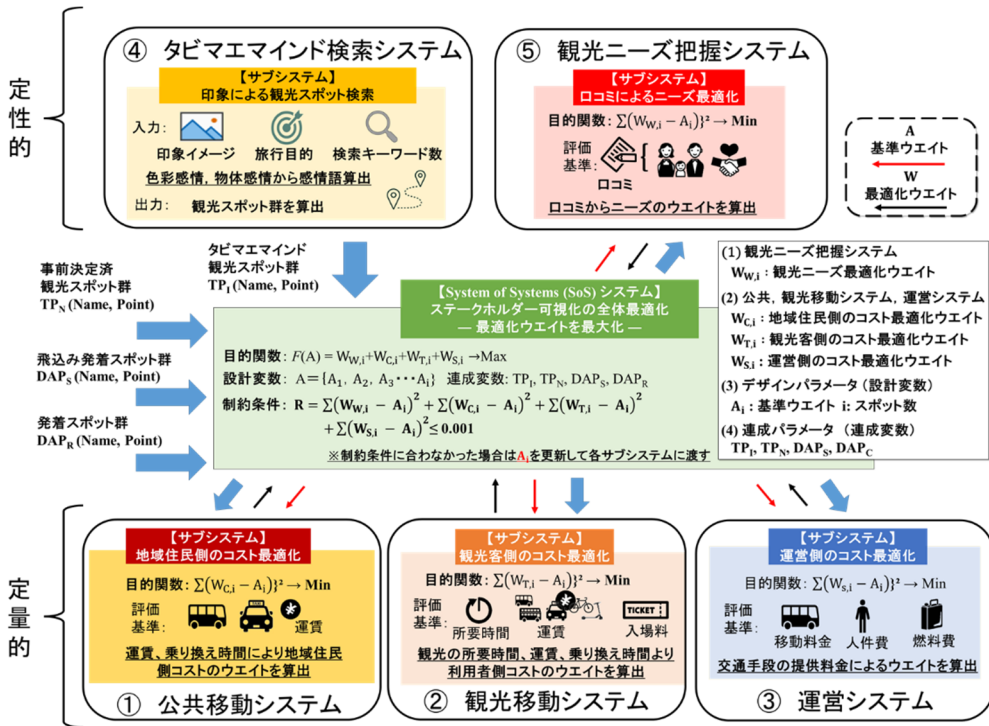 ④ タビマエマインド検索システム
【サブシステム】
印象による観光スポット検索
入力:
印象イメージ 旅行目的 検索キーワード数
色彩感情, 物体感情から感情語算出
出力: 観光スポット群を算出
⑤ 観光ニーズ把握システム
【サブシステム】
口コミによるニーズ最適化
目的関数: ∑(W_{W,i} − A_i)}² → Min
評価
基準:
口コミ
口コミからニーズのウエイトを算出
定性的
A
基準ウエイト
W
最適化ウエイト
タビマエマインド
観光スポット群
TP_I (Name, Point)
事前決定済
観光スポット群
TP_N (Name, Point)
飛込み発着スポット群
DAP_S (Name, Point)
発着スポット群
DAP_R (Name, Point)
【System of Systems (SoS) システム】
ステークホルダー可視化の全体最適化
― 最適化ウエイトを最大化 ―
目的関数: F(A) = W_{W,i}+W_{C,i}+W_{T,i}+W_{S,i} →Max
設計変数: A={A_1, A_2, A_3・・・A_i} 連成変数: TP_I, TP_N, DAP_S, DAP_R
制約条件: R = ∑(W_{W,i} − A_i)² + ∑(W_{C,i} − A_i)² + ∑(W_{T,i} − A_i)²
+ ∑(W_{S,i} − A_i)² ≤ 0.001
※制約条件に合わなかった場合はA_iを更新して各サブシステムに渡す
(1) 観光ニーズ把握システム
W_{W,i} : 観光ニーズ最適化ウエイト
(2) 公共, 観光移動システム, 運営システム
W_{C,i} : 地域住民側のコスト最適化ウエイト
W_{T,i} : 観光客側のコスト最適化ウエイト
W_{S,i} : 運営側のコスト最適化ウエイト
(3) デザインパラメータ (設計変数)
A_i : 基準ウエイト i: スポット数
(4) 連成パラメータ (連成変数)
TP_I, TP_N, DAP_S, DAP_C
定量的
【サブシステム】
地域住民側のコスト最適化
目的関数: ∑(W_{C,i} − A_i)}² → Min
評価
基準:
運賃
運賃、乗り換え時間により地域住民
側コストのウエイトを算出
① 公共移動システム
【サブシステム】
観光客側のコスト最適化
目的関数: ∑(W_{T,i} − A_i)}² → Min
評価
基準:
TICKET
所要時間 運賃 入場料
観光の所要時間、運賃、乗り換え時間より
利用者側コストのウエイトを算出
② 観光移動システム
【サブシステム】
運営側のコスト最適化
目的関数: ∑(W_{S,i} − A_i)}² → Min
評価
基準:
移動料金 人件費 燃料費
交通手段の提供料金によるウエイトを算出
③ 運営システム